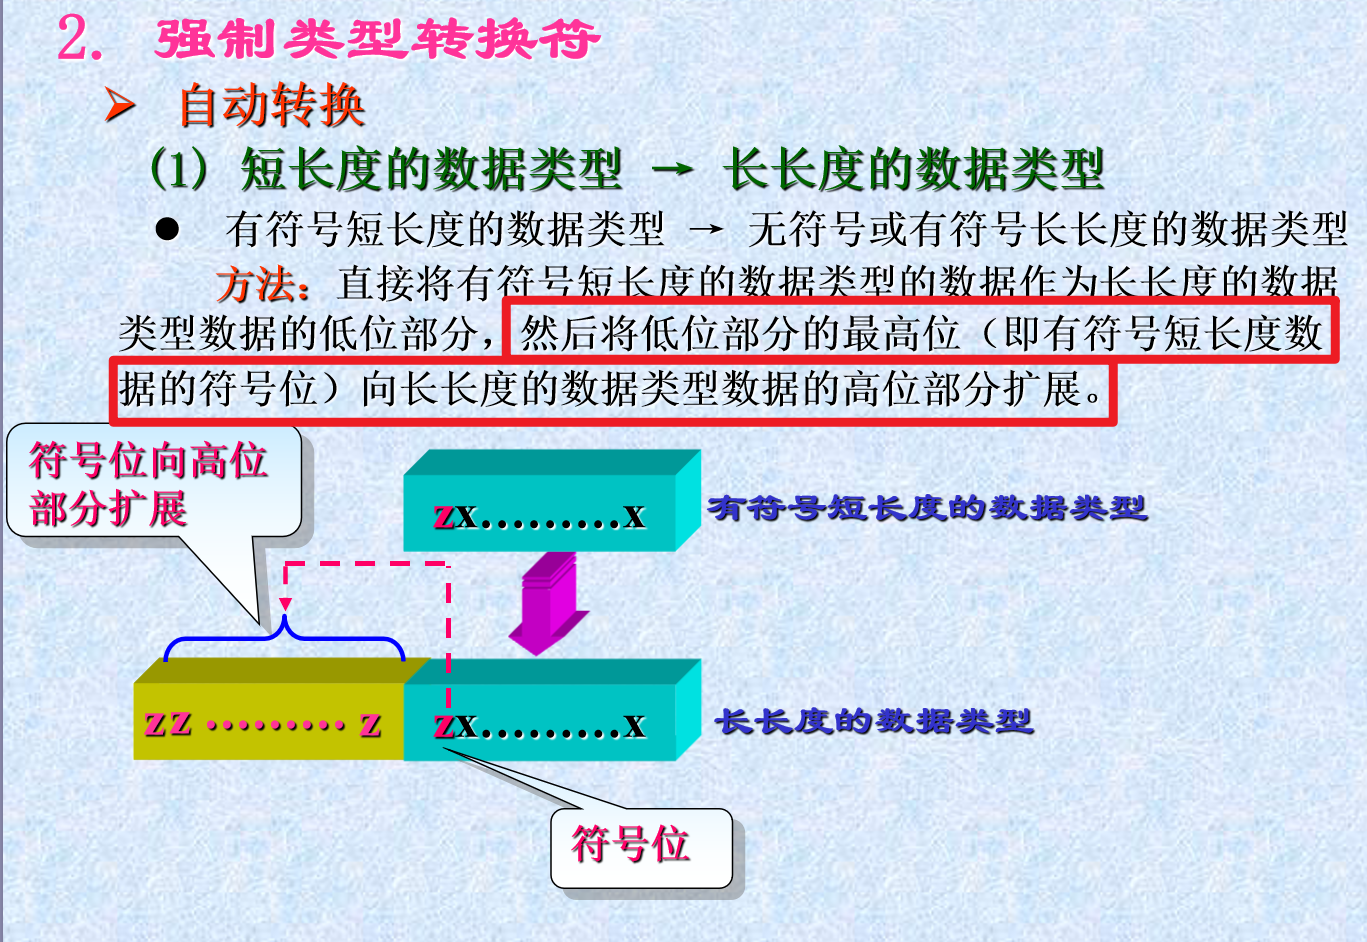 2. 强制类型转换符
自动转换
(1) 短长度的数据类型 → 长长度的数据类型
● 有符号短长度的数据类型 → 无符号或有符号长长度的数据类型
方法：直接将有符号短长度的数据类型的数据作为长长度的数据
类型数据的低位部分，然后将低位部分的最高位（即有符号短长度数
据的符号位）向长长度的数据类型数据的高位部分扩展。
符号位向高位
部分扩展
zx.........x
有符号短长度的数据类型
zz ········· z
zx.........x
长长度的数据类型
符号位